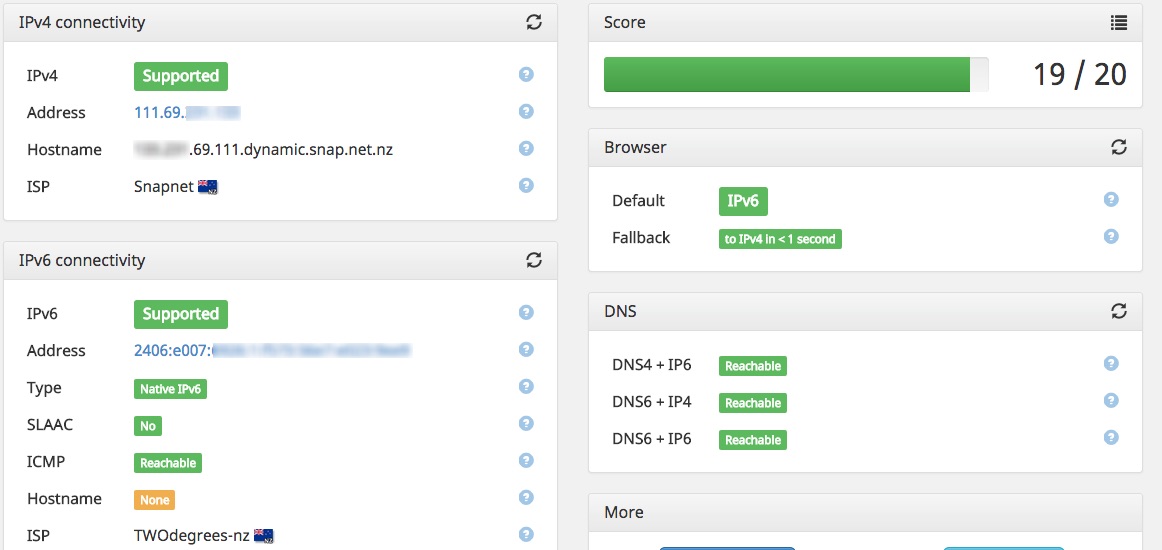 IPv4 connectivity
IPv4 Supported
Address 111.69.
Hostname .69.111.dynamic.snap.net.nz
ISP Snapnet
IPv6 connectivity
IPv6 Supported
Address 2406:e007:
Type Native IPv6
SLAAC No
ICMP Reachable
Hostname None
ISP TWOdegrees-nz
Score
19 / 20
Browser
Default IPv6
Fallback to IPv4 in < 1 second
DNS
DNS4 + IP6 Reachable
DNS6 + IP4 Reachable
DNS6 + IP6 Reachable
More